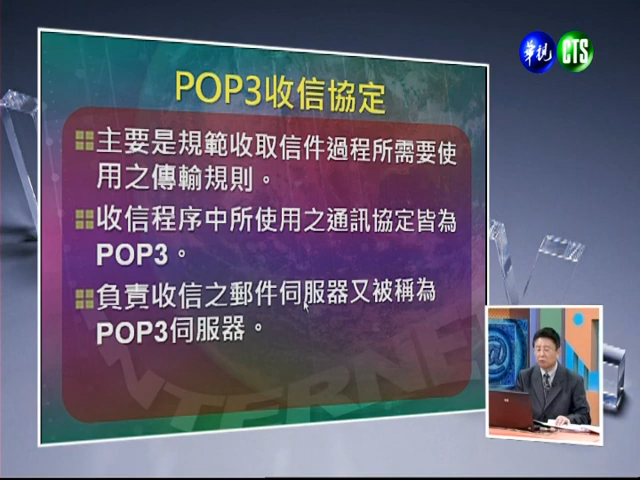 華視 CTS
POP3收信協定
主要是規範收取信件過程所需要使
用之傳輸規則。
收信程序中所使用之通訊協定皆為
POP3。
負責收信之郵件伺服器又被稱為
POP3伺服器。
TERNE
@